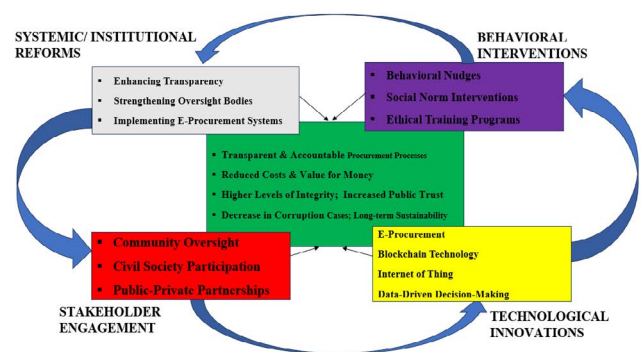 SYSTEMIC/ INSTITUTIONAL
REFORMS
BEHAVIORAL
INTERVENTIONS
Enhancing Transparency
Strengthening Oversight Bodies
Implementing E-Procurement Systems
Behavioral Nudges
Social Norm Interventions
Ethical Training Programs
Transparent & Accountable Procurement Processes
Reduced Costs & Value for Money
Higher Levels of Integrity; Increased Public Trust
Decrease in Corruption Cases; Long-term Sustainability
Community Oversight
Civil Society Participation
Public-Private Partnerships
E-Procurement
Blockchain Technology
Internet of Thing
Data-Driven Decision-Making
STAKEHOLDER
ENGAGEMENT
TECHNOLOGICAL
INNOVATIONS